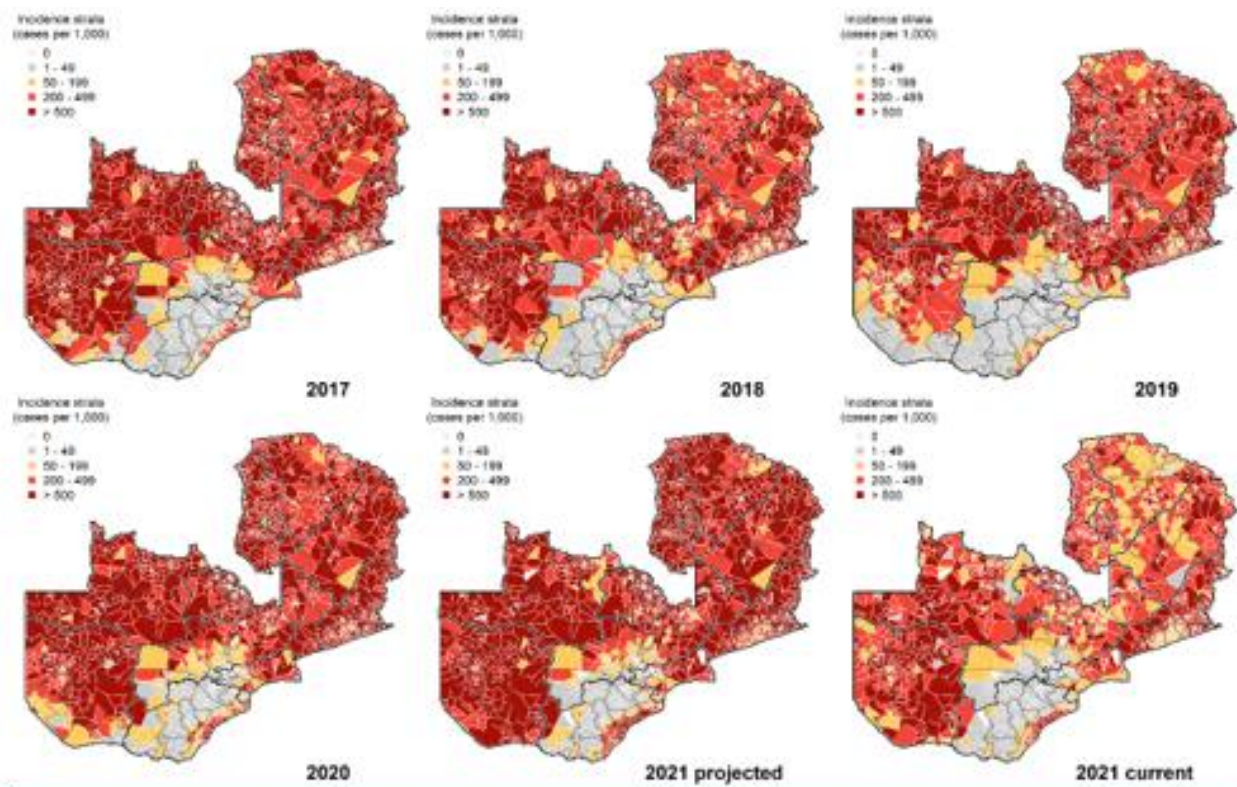 Incidence strata
(cases per 1,000)
0
1 - 49
50 - 199
200 - 499
> 500
2017
Incidence strata
(cases per 1,000)
0
1 - 49
50 - 199
200 - 499
> 500
2018
Incidence strata
(cases per 1,000)
0
1 - 49
50 - 199
200 - 499
> 500
2019
Incidence strata
(cases per 1,000)
0
1 - 49
50 - 199
200 - 499
> 500
2020
Incidence strata
(cases per 1,000)
0
1 - 49
50 - 199
200 - 499
> 500
2021 projected
Incidence strata
(cases per 1,000)
0
1 - 49
50 - 199
200 - 499
> 500
2021 current